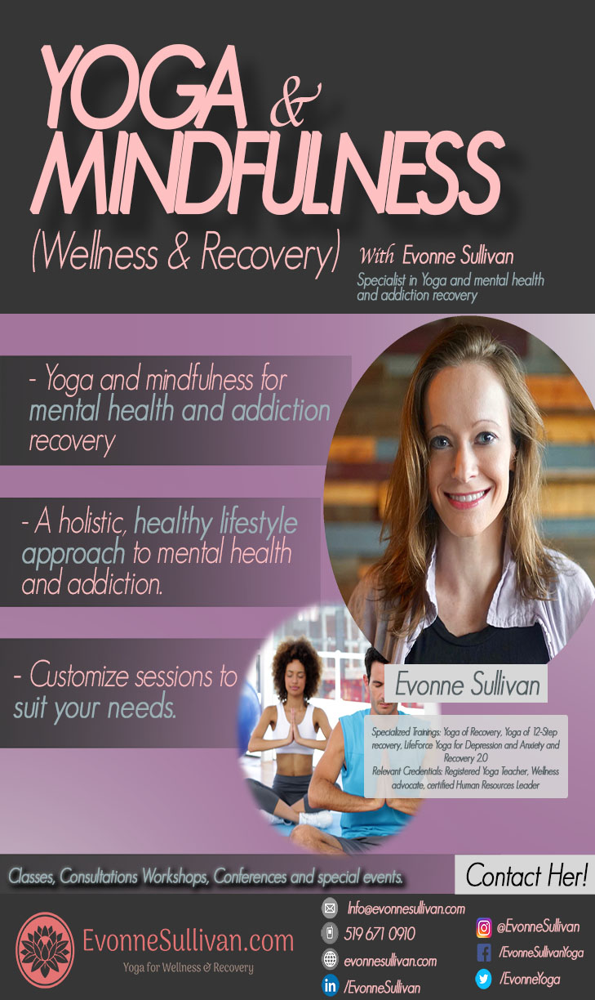 YOGA &
MINDFULNESS
(Wellness & Recovery)
With Evonne Sullivan
Specialist in Yoga and mental health
and addiction recovery
- Yoga and mindfulness for
mental health and addiction
recovery
- A holistic, healthy lifestyle
approach to mental health
and addiction.
- Customize sessions to
suit your needs.
Evonne Sullivan
Specialized Trainings: Yoga of Recovery, Yoga of 12-Step
recovery, LifeForce Yoga for Depression and Anxiety and
Recovery 2.0
Relevant Credentials: Registered Yoga Teacher, Wellness
advocate, certified Human Resources Leader
Classes, Consultations Workshops, Conferences and special events.
Contact Her!
EvonneSullivan.com
Yoga for Wellness & Recovery
Info@evonnesullivan.com
519 671 0910
evonnesullivan.com
/EvonneSullivan
@EvonneSullivan
/EvonneSullivanYoga
/EvonneYoga